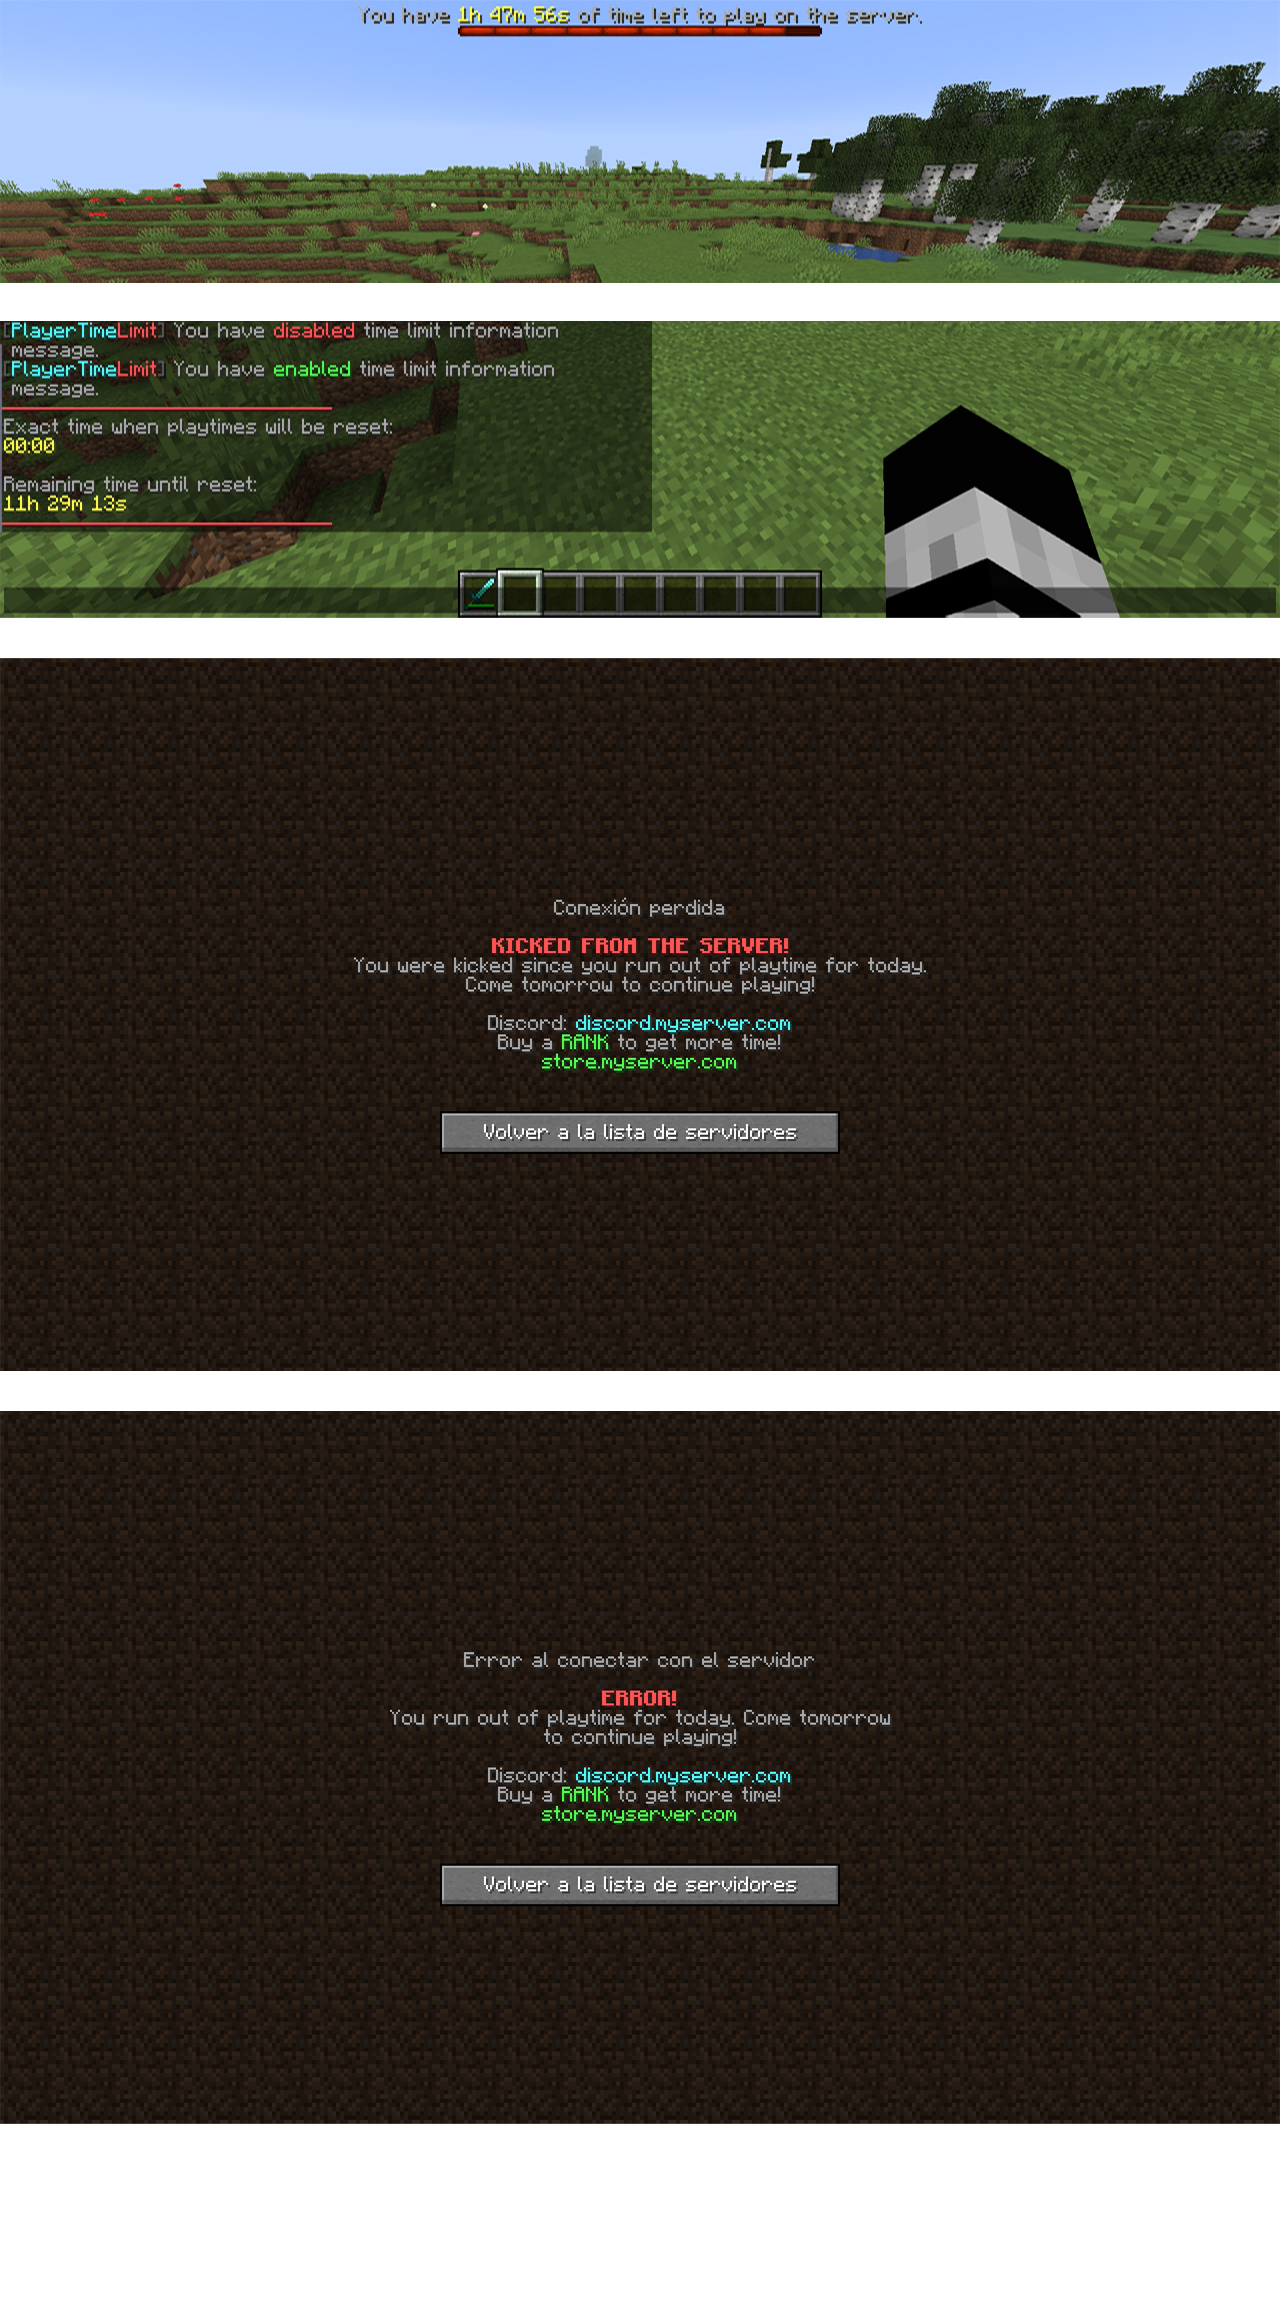 You have 1h 47m 56s of time left to play on the server.
[PlayerTimeLimit] You have disabled time limit information
message.
[PlayerTimeLimit] You have enabled time limit information
message.
Exact time when playtimes will be reset:
00:00
Remaining time until reset:
11h 29m 13s
Conexión perdida
KICKED FROM THE SERVER!
You were kicked since you run out of playtime for today.
Come tomorrow to continue playing!
Discord: discord.myserver.com
Buy a RANK to get more time!
store.myserver.com
Volver a la lista de servidores
Error al conectar con el servidor
ERROR!
You run out of playtime for today. Come tomorrow
to continue playing!
Discord: discord.myserver.com
Buy a RANK to get more time!
store.myserver.com
Volver a la lista de servidores